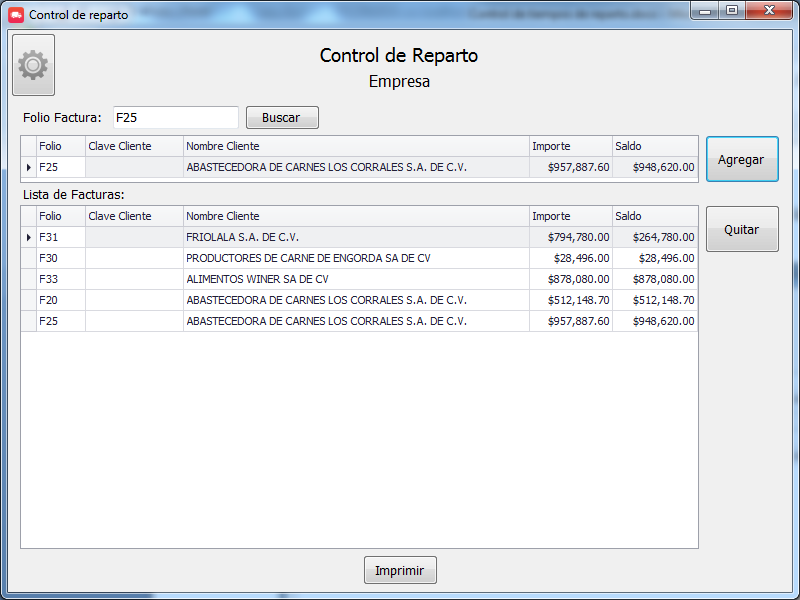 Control de reparto
Control de Reparto
Empresa
Folio Factura: F25 Buscar
Folio Clave Cliente Nombre Cliente Importe Saldo
F25 ABASTECEDORA DE CARNES LOS CORRALES S.A. DE C.V. $957,887.60 $948,620.00
Agregar
Lista de Facturas:
Folio Clave Cliente Nombre Cliente Importe Saldo
F31 FRIOLALA S.A. DE C.V. $794,780.00 $264,780.00
Quitar
F30 PRODUCTORES DE CARNE DE ENGORDA SA DE CV $28,496.00 $28,496.00
F33 ALIMENTOS WINER SA DE CV $878,080.00 $878,080.00
F20 ABASTECEDORA DE CARNES LOS CORRALES S.A. DE C.V. $512,148.70 $512,148.70
F25 ABASTECEDORA DE CARNES LOS CORRALES S.A. DE C.V. $957,887.60 $948,620.00
Imprimir